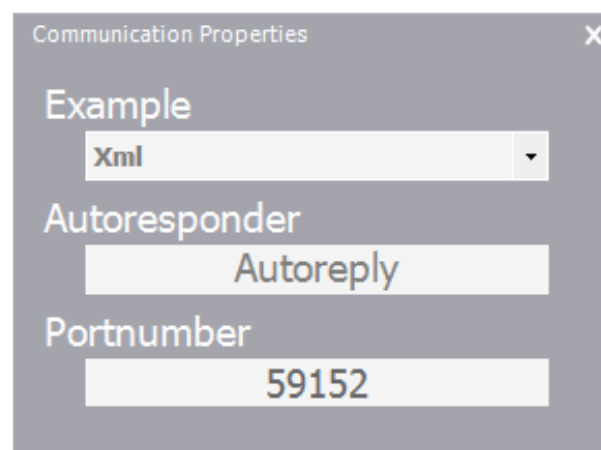 Communication Properties
Example
Xml
Autoresponder
Autoreply
Portnumber
59152